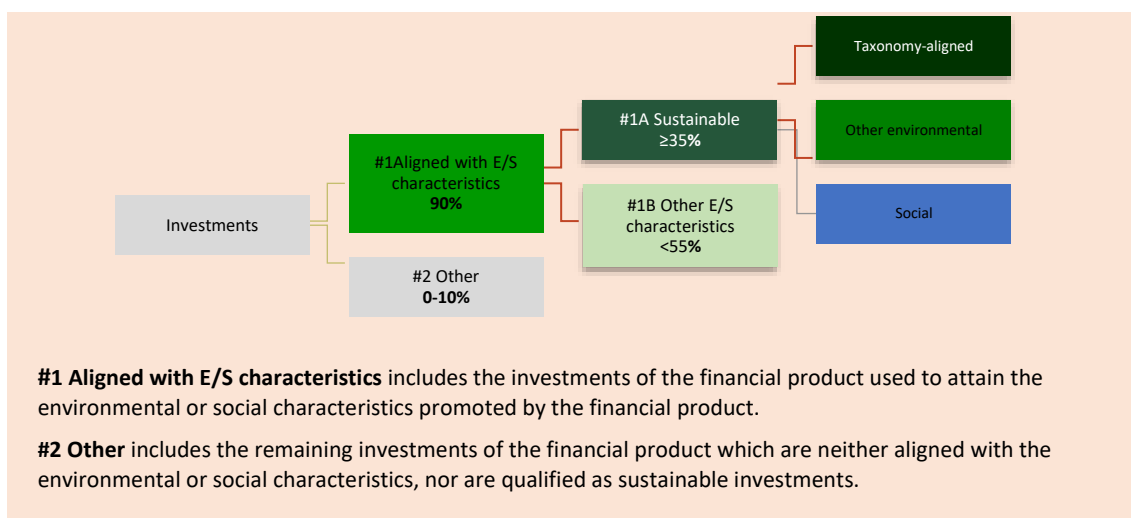 Taxonomy-aligned
#1A Sustainable
≥35%
Other environmental
#1Aligned with E/S
characteristics
90%
#1B Other E/S
characteristics
<55%
Social
Investments
#2 Other
0-10%
#1 Aligned with E/S characteristics includes the investments of the financial product used to attain the
environmental or social characteristics promoted by the financial product.
#2 Other includes the remaining investments of the financial product which are neither aligned with the
environmental or social characteristics, nor are qualified as sustainable investments.